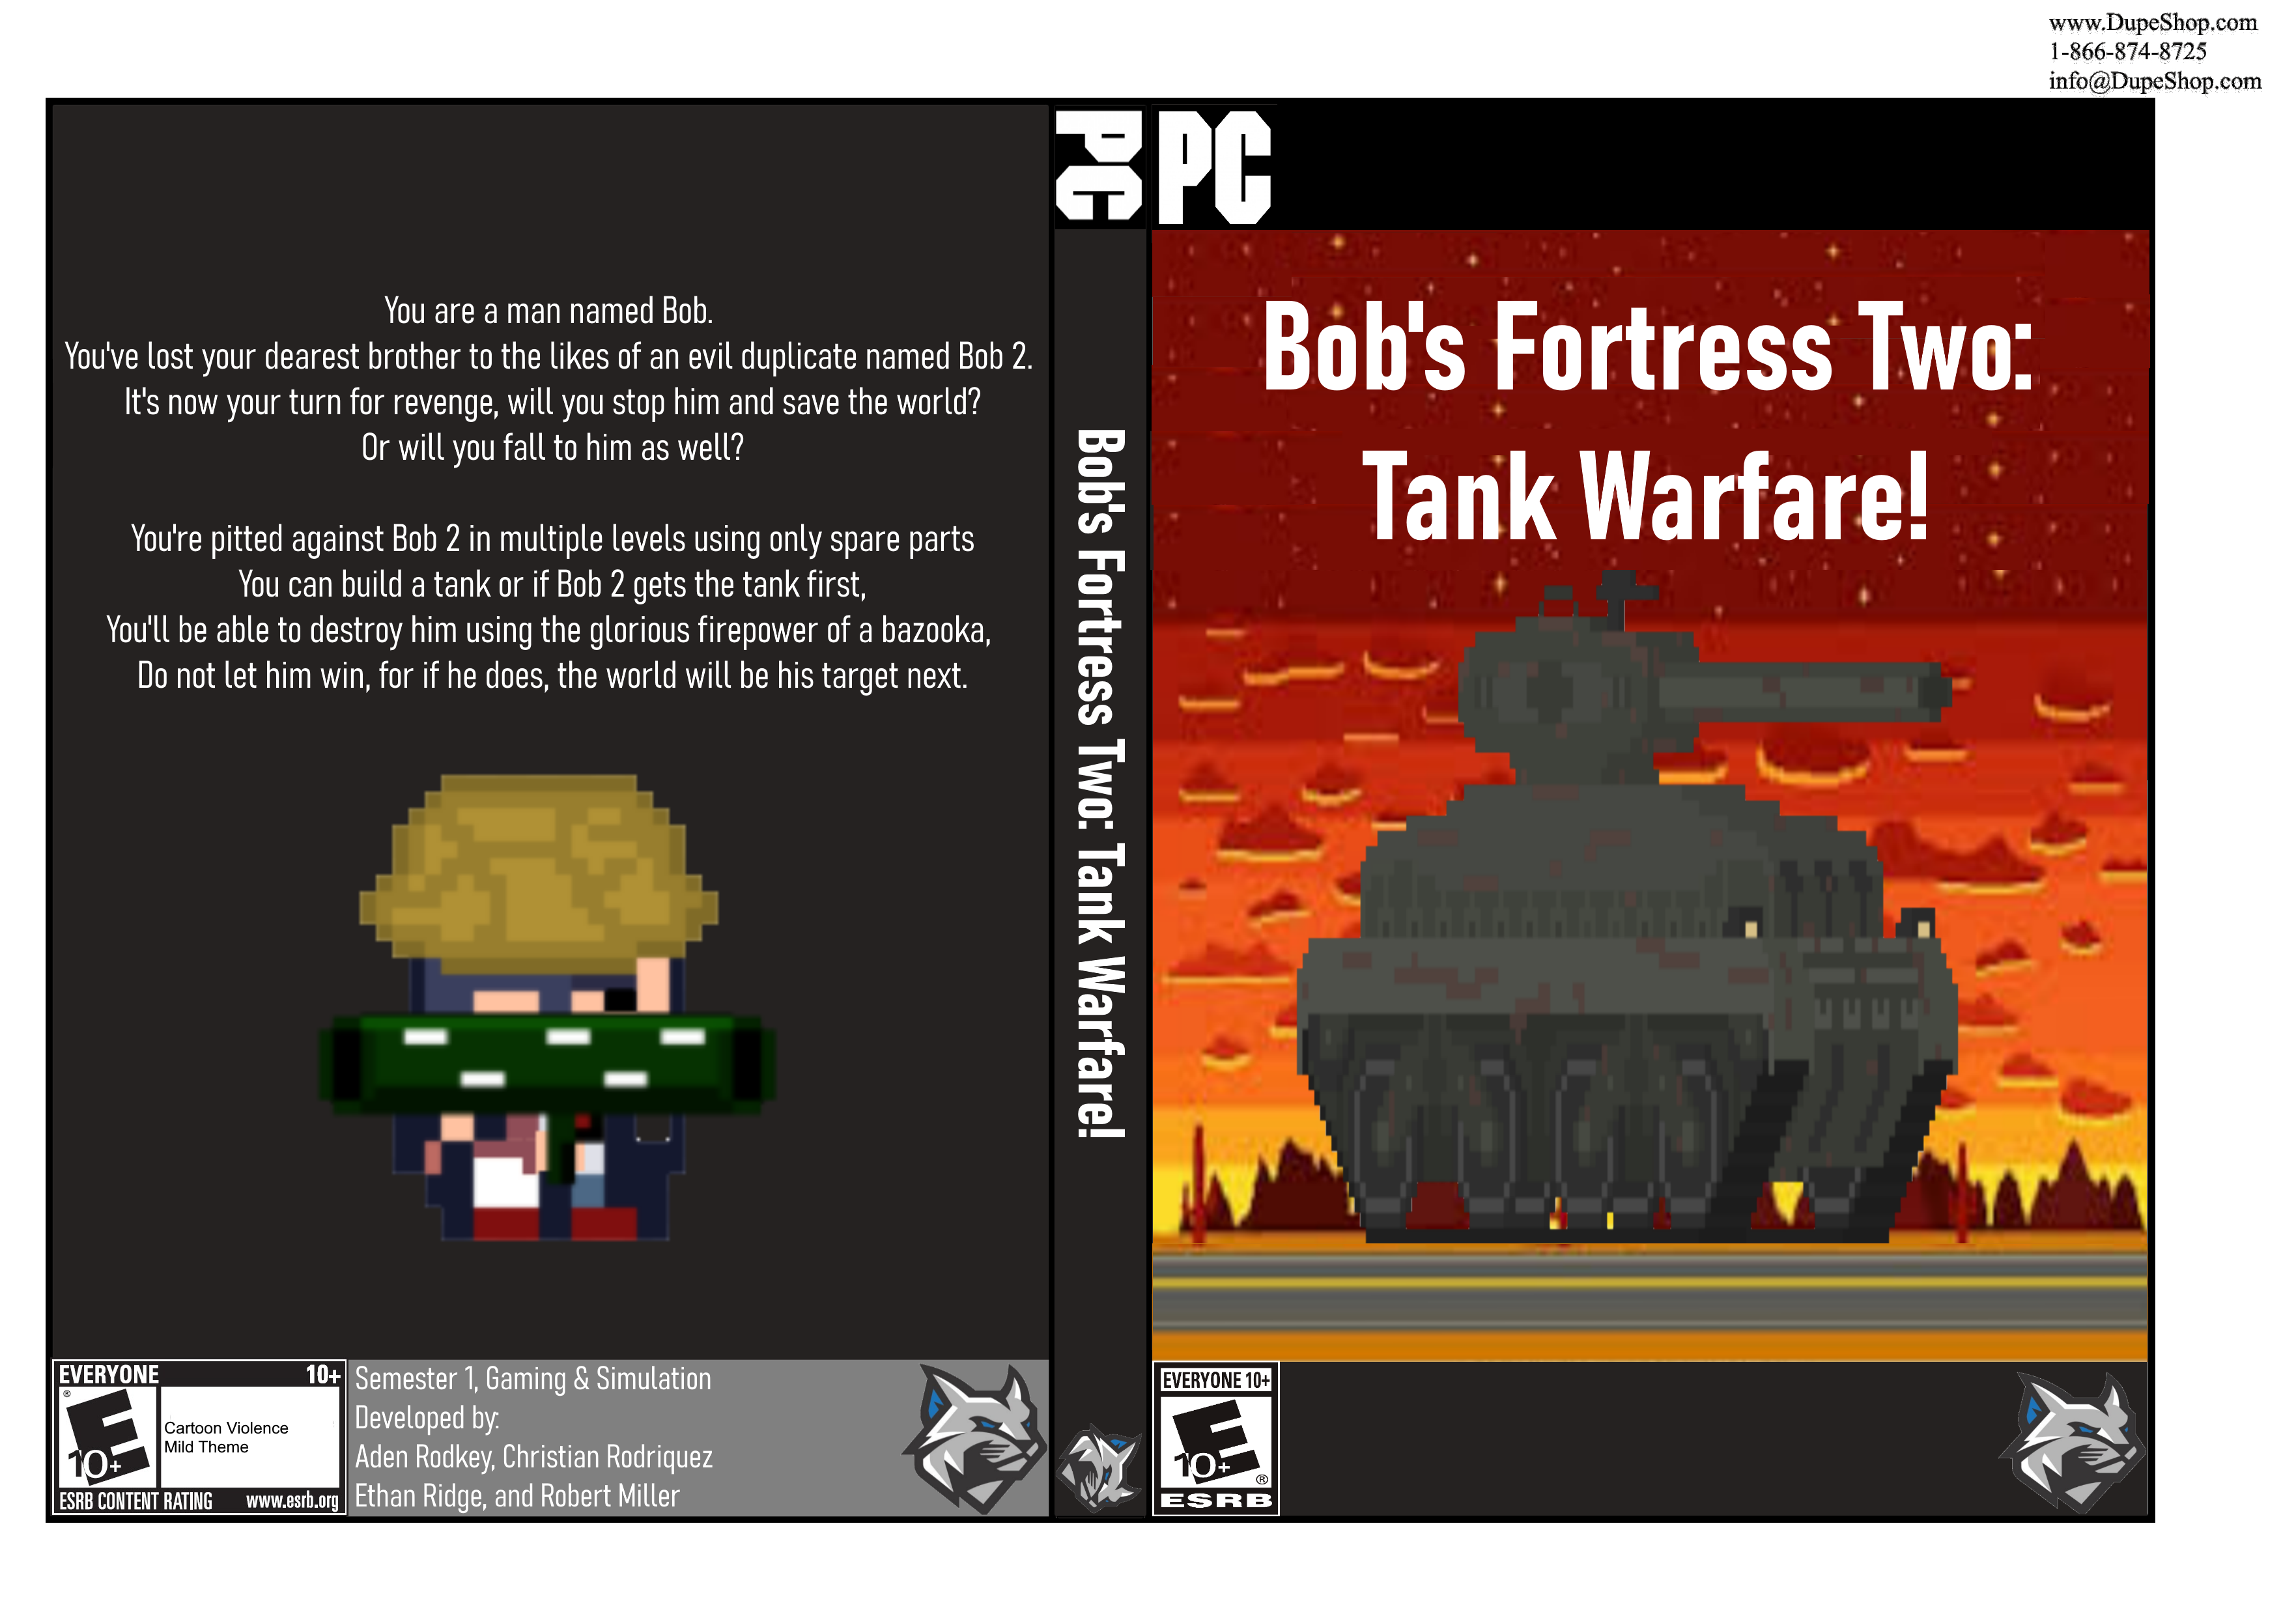 www.DupeShop.com
1-866-874-8725
info@DupeShop.com
You are a man named Bob.
You've lost your dearest brother to the likes of an evil duplicate named Bob 2.
It's now your turn for revenge, will you stop him and save the world?
Or will you fall to him as well?
You're pitted against Bob 2 in multiple levels using only spare parts
You can build a tank or if Bob 2 gets the tank first,
You'll be able to destroy him using the glorious firepower of a bazooka,
Do not let him win, for if he does, the world will be his target next.
EVERYONE 10+
®
E
10+
Cartoon Violence
Mild Theme
ESRB CONTENT RATING www.esrb.org
Semester 1, Gaming & Simulation
Developed by:
Aden Rodkey, Christian Rodriquez
Ethan Ridge, and Robert Miller
PC
Bob's Fortress Two: Tank Warfare!
PC
Bob's Fortress Two:
Tank Warfare!
EVERYONE 10+
E
10+
®
ESRB